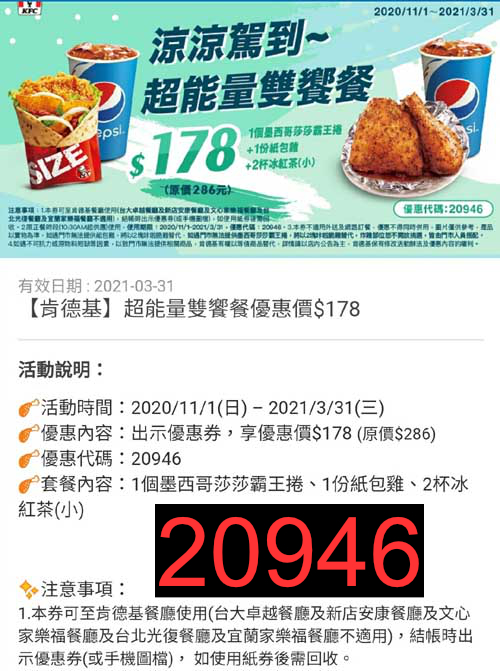 KFC
2020/11/1~2021/3/31
涼涼駕到~
超能量雙饗餐
$178
1個墨西哥莎莎霸王捲
+1份紙包雞
+2杯冰紅茶(小)
(原價286元)
pepsi
SIZE
epsi.
優惠代碼:20946
有效日期 : 2021-03-31
【肯德基】超能量雙饗餐優惠價$178
活動說明：
活動時間：2020/11/1(日) – 2021/3/31(三)
優惠內容：出示優惠券，享優惠價$178 (原價$286)
優惠代碼：20946
套餐內容：1個墨西哥莎莎霸王捲、1份紙包雞、2杯冰
紅茶(小)
20946
注意事項：
1.本券可至肯德基餐廳使用(台大卓越餐廳及新店安康餐廳及文心
家樂福餐廳及台北光復餐廳及宜蘭家樂福餐廳不適用)，結帳時出
示優惠券(或手機圖檔)， 如使用紙券後需回收。